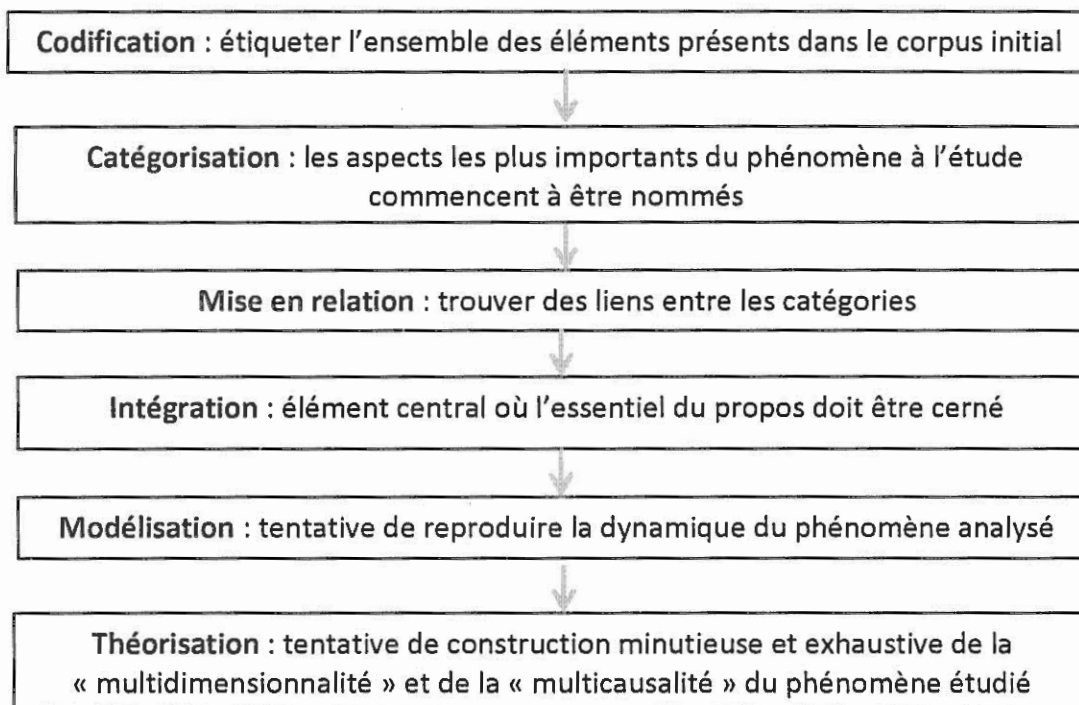 Codification : étiqueter l'ensemble des éléments présents dans le corpus initial
Catégorisation : les aspects les plus importants du phénomène à l'étude
commencent à être nommés
Mise en relation : trouver des liens entre les catégories
Intégration : élément central où l'essentiel du propos doit être cerné
Modélisation : tentative de reproduire la dynamique du phénomène analysé
Théorisation : tentative de construction minutieuse et exhaustive de la
« multidimensionnalité » et de la « multicausalité » du phénomène étudié